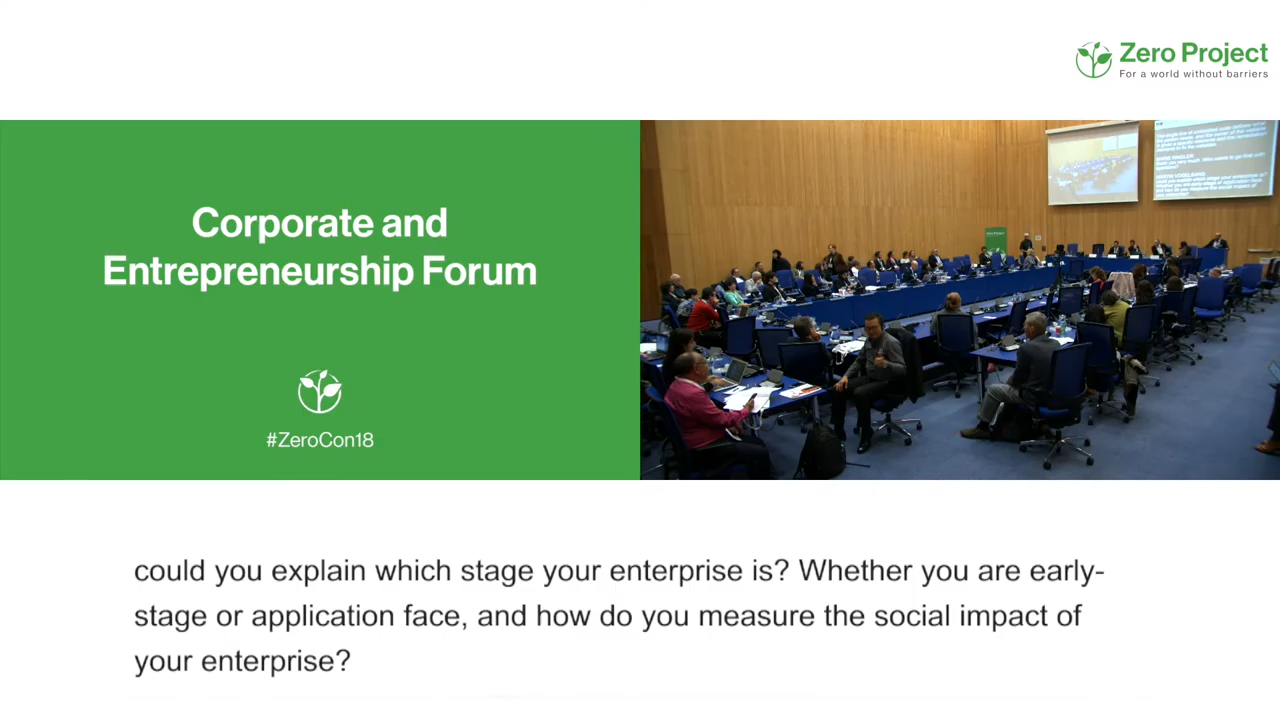 Zero Project
For a world without barriers
Corporate and
Entrepreneurship Forum
#ZeroCon18
Zero Project
could you explain which stage your enterprise is? Whether you are early-
stage or application face, and how do you measure the social impact of
your enterprise?